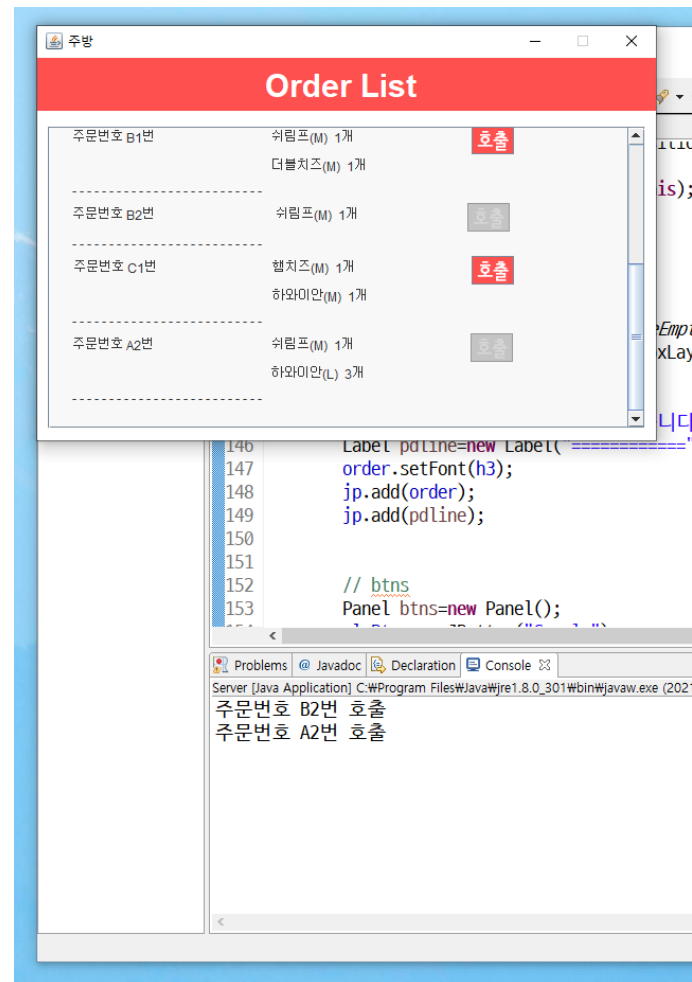 주방
Order List
주문번호 B1번 쉬림프(M) 1개 호출
더블치즈(M) 1개
-------------------------
주문번호 B2번 쉬림프(M) 1개 호출
-------------------------
주문번호 C1번 햄치즈(M) 1개 호출
하와이안(M) 1개
-------------------------
주문번호 A2번 쉬림프(M) 1개 호출
하와이안(L) 3개
-------------------------
is);
xLay
니다
146 Label pdline=new Label("============"
147 order.setFont(h3);
148 jp.add(order);
149 jp.add(pdline);
150
151
152 // btns
153 Panel btns=new Panel();
Problems @ Javadoc Declaration Console
Server [Java Application] C:₩Program Files₩Java₩jre1.8.0_301₩bin₩javaw.exe (2021
주문번호 B2번 호출
주문번호 A2번 호출